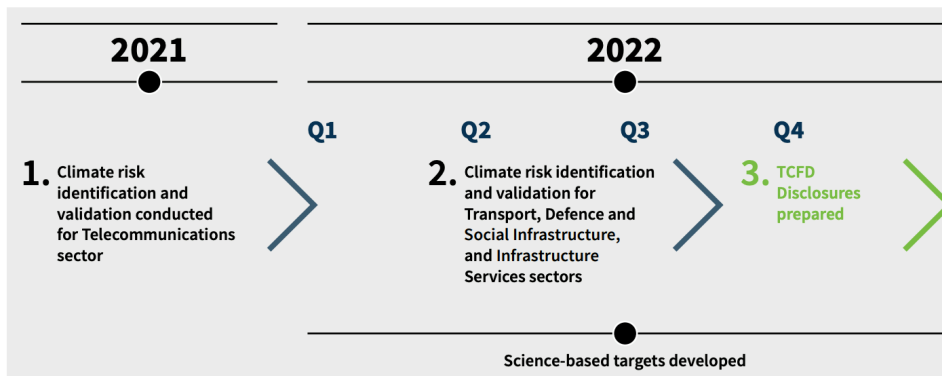 2021
2022
Q1
Q2
Q3
Q4
1. Climate risk
identification and
validation conducted
for Telecommunications
sector
2. Climate risk identification
and validation for
Transport, Defence and
Social Infrastructure,
and Infrastructure
Services sectors
3. TCFD
Disclosures
prepared
Science-based targets developed